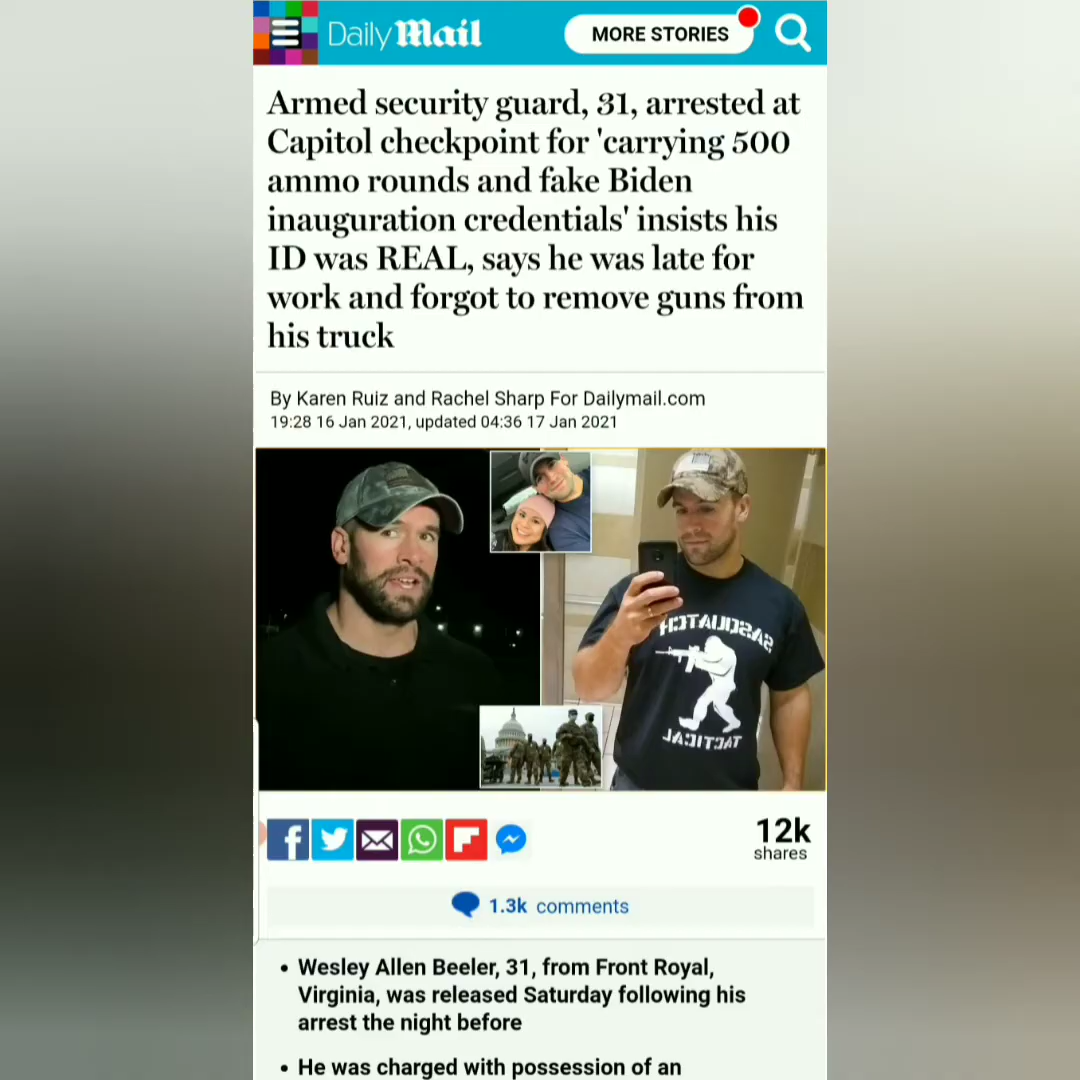 Daily Mail
MORE STORIES
Armed security guard, 31, arrested at
Capitol checkpoint for 'carrying 500
ammo rounds and fake Biden
inauguration credentials' insists his
ID was REAL, says he was late for
work and forgot to remove guns from
his truck
By Karen Ruiz and Rachel Sharp For Dailymail.com
19:28 16 Jan 2021, updated 04:36 17 Jan 2021
SASQUATCH
TACTICAL
12k
shares
1.3k comments
• Wesley Allen Beeler, 31, from Front Royal,
Virginia, was released Saturday following his
arrest the night before
• He was charged with possession of an